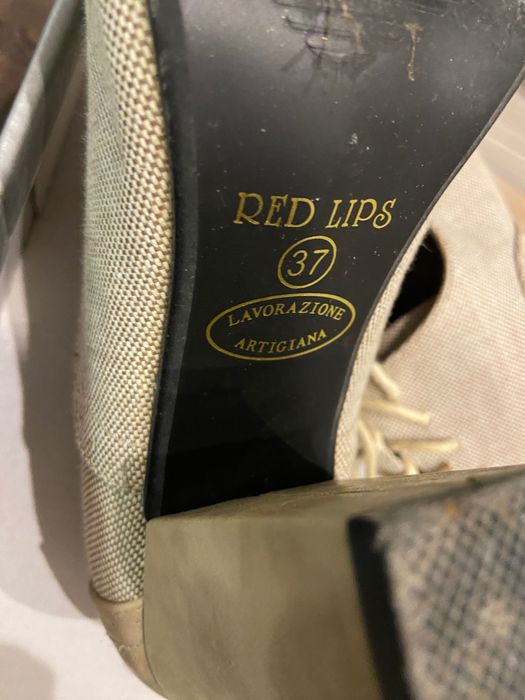 RED LIPS
37
LAVORAZIONE
ARTIGIANA